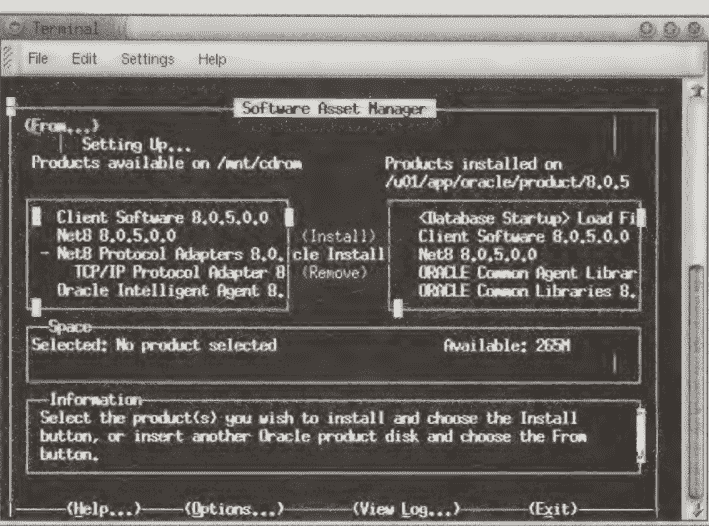 Terminal
File Edit Settings Help
Software Asset Manager
(From...)
Setting Up...
Products available on /mnt/cdrom
Products installed on
/u01/app/oracle/product/8.0.5
Client Software 8.0.5.0.0
Net8 8.0.5.0.0
- Net8 Protocol Adapters 8.0.
TCP/IP Protocol Adapter 8
Oracle Intelligent Agent 8.
(Install)
cle Install
(Remove)
<Database Startup> Load Fi
Client Software 8.0.5.0.0
Net8 8.0.5.0.0
ORACLE Common Agent Librar
ORACLE Common Libraries 8.
Space
Selected: No product selected
Available: 265M
Information
Select the product(s) you wish to install and choose the Install
button, or insert another Oracle product disk and choose the From
button.
(Help...) (Options...) (View Log...) (Exit)